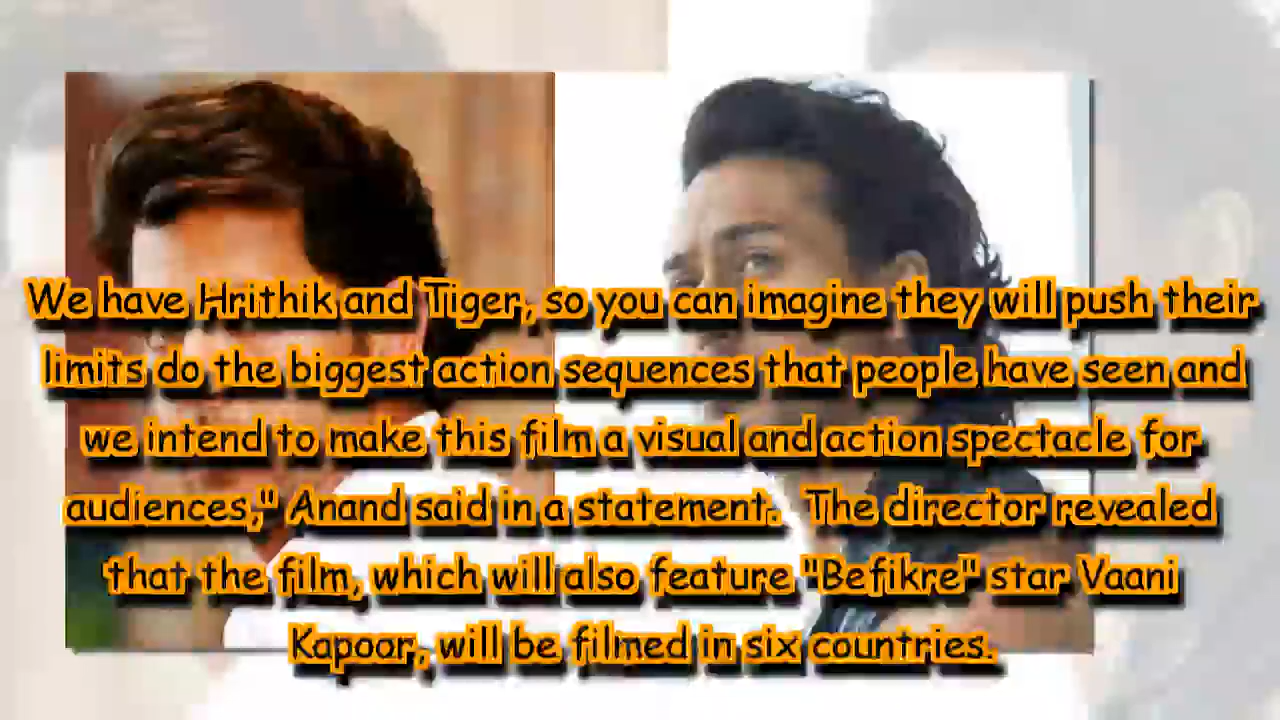 We have Hrithik and Tiger, so you can imagine they will push their
limits do the biggest action sequences that people have seen and
we intend to make this film a visual and action spectacle for
audiences," Anand said in a statement.  The director revealed
that the film, which will also feature "Befikre" star Vaani
Kapoor, will be filmed in six countries.